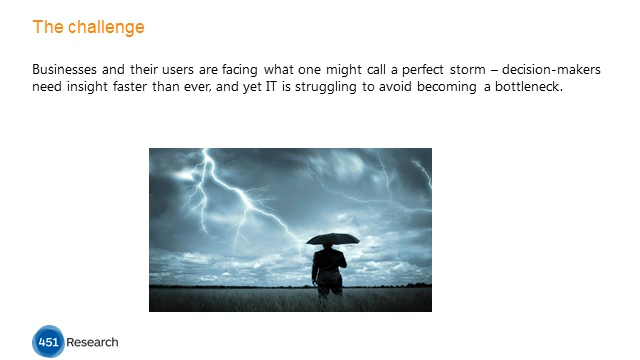 The challenge
Businesses and their users are facing what one might call a perfect storm – decision-makers
need insight faster than ever, and yet IT is struggling to avoid becoming a bottleneck.
451 Research